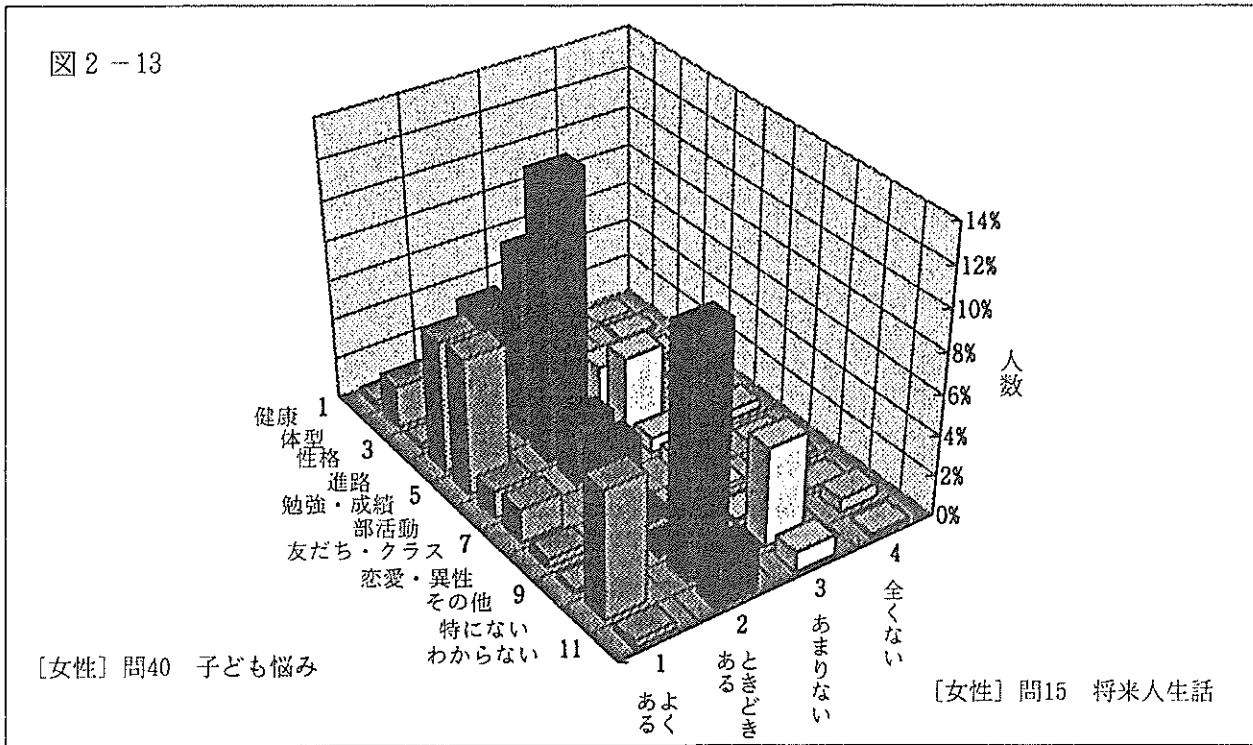 図2-13
14%
12%
10%
8%
6%
4%
2%
0%
人数
健康 1
体型
性格 3
進路
勉強・成績 5
部活動
友だち・クラス 7
恋愛・異性
その他 9
特にない
わからない 11
1 よくある
2 ときどきある
3 あまりない
4 全くない
[女性] 問40 子ども悩み
[女性] 問15 将来人生話